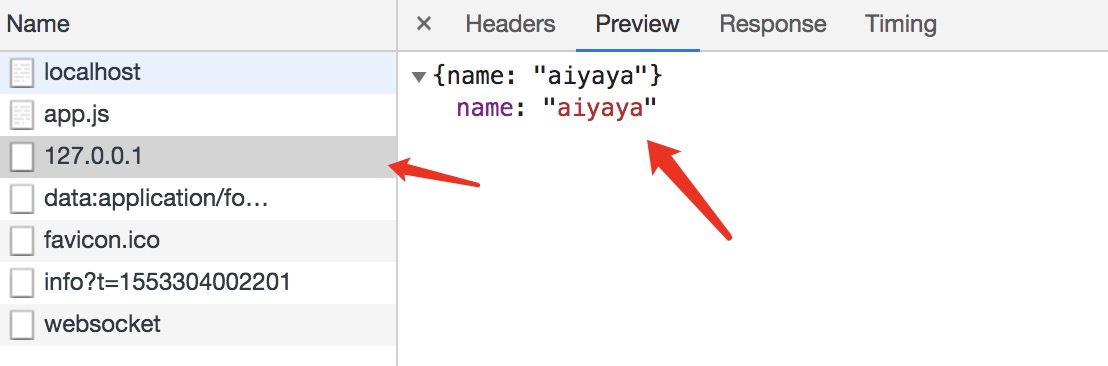 Name
localhost
app.js
127.0.0.1
data:application/fo…
favicon.ico
info?t=1553304002201
websocket
× Headers Preview Response Timing
▼{name: "aiyaya"}
name: "aiyaya"